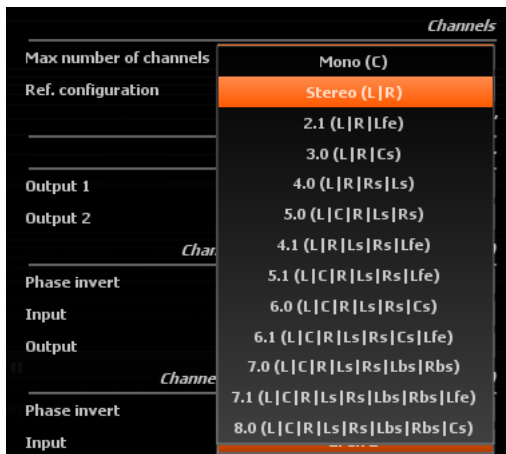 Channels
Max number of channels
Mono (C)
Ref. configuration
Stereo (L|R)
2.1 (L|R|Lfe)
3.0 (L|R|Cs)
Output 1
4.0 (L|R|Rs|Ls)
Output 2
5.0 (L|C|R|Ls|Rs)
Chan
4.1 (L|R|Ls|Rs|Lfe)
Phase invert
5.1 (L|C|R|Ls|Rs|Lfe)
Input
6.0 (L|C|R|Ls|Rs|Cs)
Output
6.1 (L|C|R|Ls|Rs|Cs|Lfe)
7.0 (L|C|R|Ls|Rs|Lbs|Rbs)
Channe
7.1 (L|C|R|Ls|Rs|Lbs|Rbs|Lfe)
Phase invert
8.0 (L|C|R|Ls|Rs|Lbs|Rbs|Cs)
Input